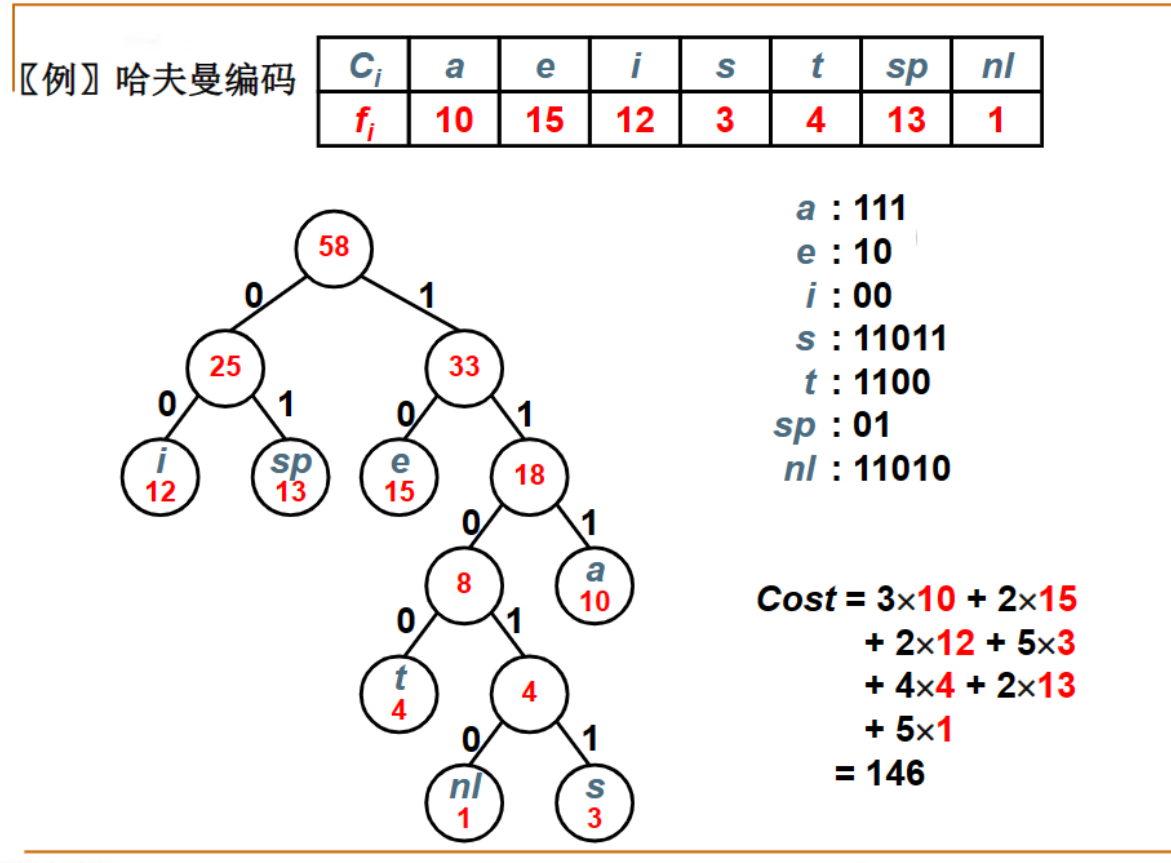 〖例〗哈夫曼编码
Ci a e i s t sp nl
fi 10 15 12 3 4 13 1
58
0 1
25 33
0 1 0 1
i sp e 18
12 13 15
0 1
8 a
10
0 1
t 4
4
0 1
nl s
1 3
a : 111
e : 10
i : 00
s : 11011
t : 1100
sp : 01
nl : 11010
Cost = 3×10 + 2×15
+ 2×12 + 5×3
+ 4×4 + 2×13
+ 5×1
= 146